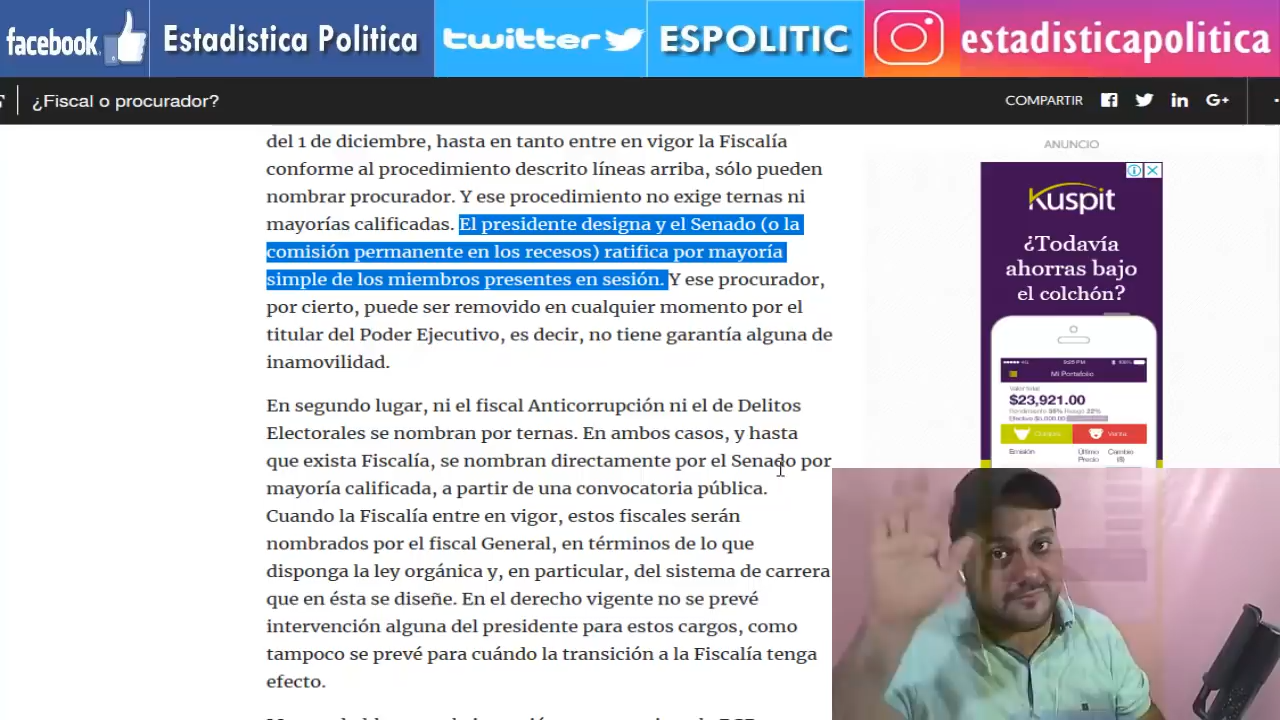 facebook
Estadistica Politica
twitter
ESPOLITIC
estadisticapolitica
¿Fiscal o procurador?
COMPARTIR
del 1 de diciembre, hasta en tanto entre en vigor la Fiscalía
conforme al procedimiento descrito líneas arriba, sólo pueden
nombrar procurador. Y ese procedimiento no exige ternas ni
mayorías calificadas. El presidente designa y el Senado (o la
comisión permanente en los recesos) ratifica por mayoría
simple de los miembros presentes en sesión. Y ese procurador,
por cierto, puede ser removido en cualquier momento por el
titular del Poder Ejecutivo, es decir, no tiene garantía alguna de
inamovilidad.
En segundo lugar, ni el fiscal Anticorrupción ni el de Delitos
Electorales se nombran por ternas. En ambos casos, y hasta
que exista Fiscalía, se nombran directamente por el Senado por
mayoría calificada, a partir de una convocatoria pública.
Cuando la Fiscalía entre en vigor, estos fiscales serán
nombrados por el fiscal General, en términos de lo que
disponga la ley orgánica y, en particular, del sistema de carrera
que en ésta se diseñe. En el derecho vigente no se prevé
intervención alguna del presidente para estos cargos, como
tampoco se prevé para cuándo la transición a la Fiscalía tenga
efecto.
ANUNCIO
Kuspit
¿Todavía
ahorras bajo
el colchón?
Mi Portafolio
$23,921.00
Compra
Venta
Emisión
Último
Precio
Cambio